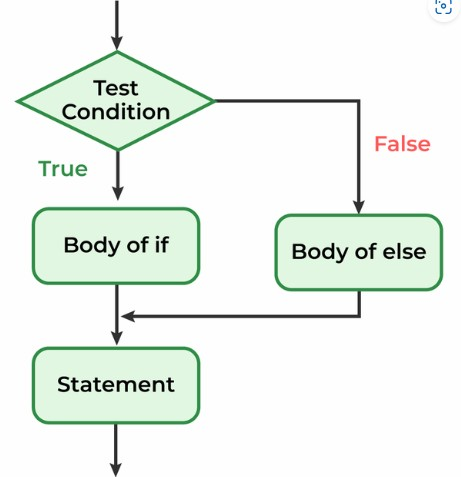 Test
Condition
True
False
Body of if
Body of else
Statement